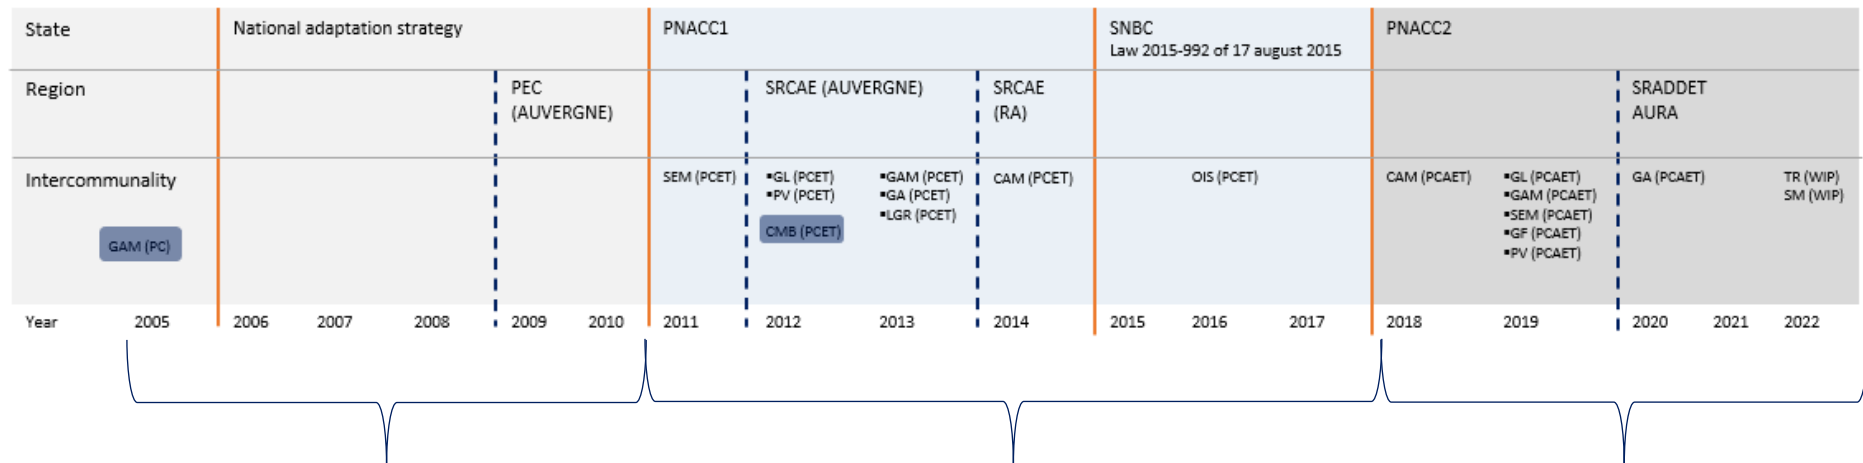 State
National adaptation strategy
PNACC1
SNBC
Law 2015-992 of 17 august 2015
PNACC2
Region
PEC
(AUVERGNE)
SRCAE (AUVERGNE)
SRCAE
(RA)
SRADDET
AURA
Intercommunality
GAM (PC)
SEM (PCET)
▪GL (PCET)
▪PV (PCET)
CMB (PCET)
▪GAM (PCET)
▪GA (PCET)
▪LGR (PCET)
CAM (PCET)
OIS (PCET)
CAM (PCAET)
▪GL (PCAET)
▪GAM (PCAET)
▪SEM (PCAET)
▪GF (PCAET)
▪PV (PCAET)
GA (PCAET)
TR (WIP)
SM (WIP)
Year 2005 2006 2007 2008 2009 2010 2011 2012 2013 2014 2015 2016 2017 2018 2019 2020 2021 2022